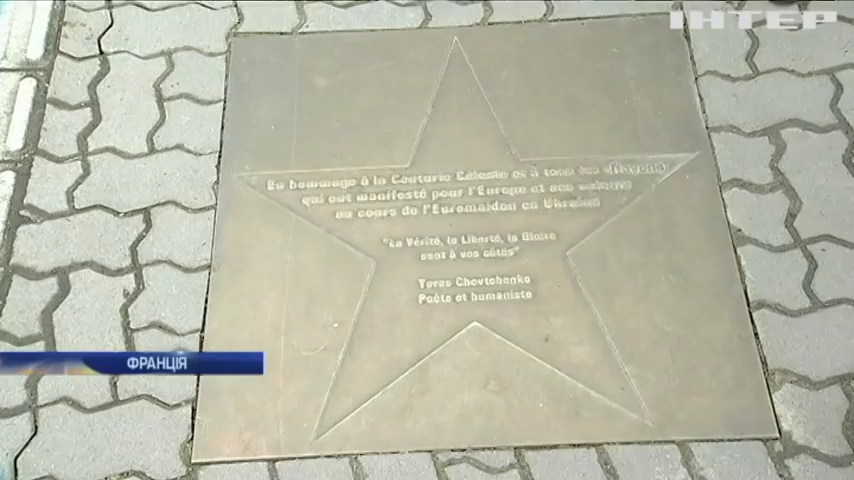 ІНТЕР
En hommage à la Centurie Céleste et à tous les citoyens
qui ont manifesté pour l'Europe et ses valeurs
au cours de l'Euromaïdan en Ukraine
"La Vérité, la Liberté, la Gloire
sont à vos côtés"
Taras Chevtchenko
Poète et humaniste
ФРАНЦІЯ